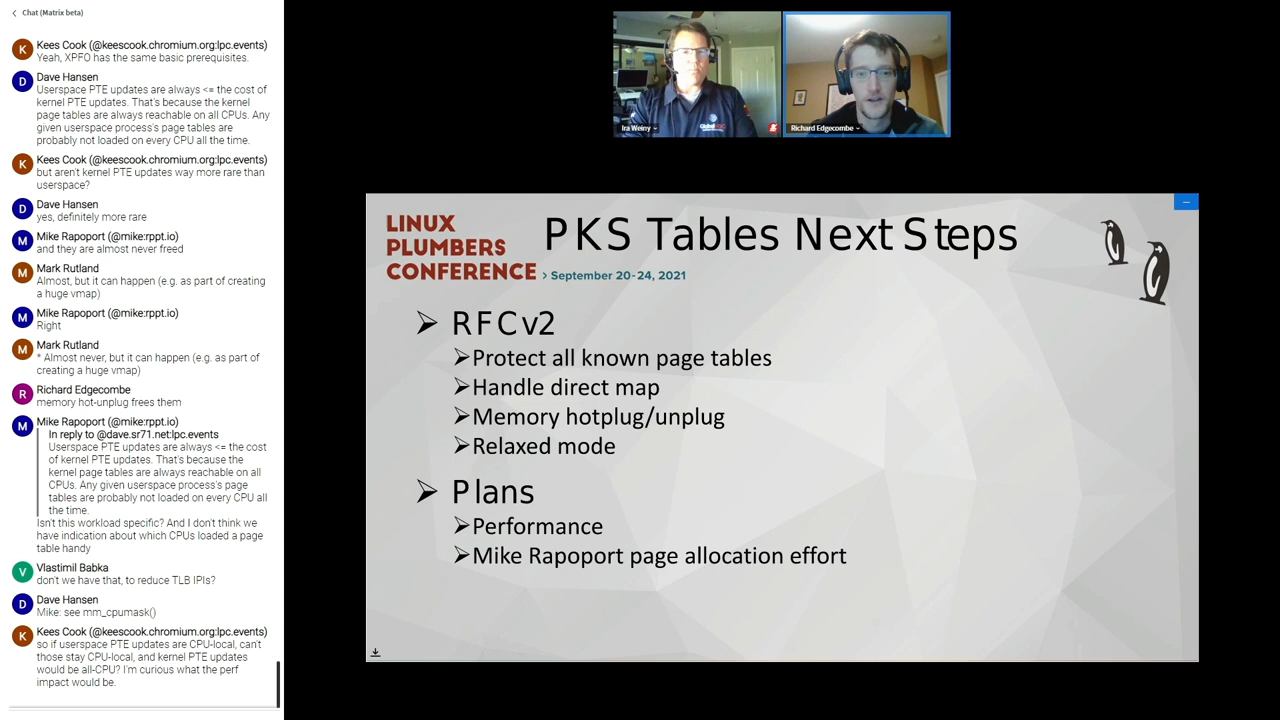 Chat (Matrix beta)
K
Kees Cook (@keescook.chromium.org:lpc.events)
Yeah, XPFO has the same basic prerequisites.
D
Dave Hansen
Userspace PTE updates are always <= the cost
of kernel PTE updates. That's because the kernel
page tables are always reachable on all CPUs. Any
given userspace process's page tables are
probably not loaded on every CPU all the time.
K
Kees Cook (@keescook.chromium.org:lpc.events)
but aren't kernel PTE updates way more rare than
userspace?
D
Dave Hansen
yes, definitely more rare
M
Mike Rapoport (@mike:rppt.io)
and they are almost never freed
M
Mark Rutland
Almost, but it can happen (e.g. as part of creating
a huge vmap)
M
Mike Rapoport (@mike:rppt.io)
Right
M
Mark Rutland
* Almost never, but it can happen (e.g. as part of
creating a huge vmap)
R
Richard Edgecombe
memory hot-unplug frees them
M
Mike Rapoport (@mike:rppt.io)
In reply to @dave.sr71.net:lpc.events
Userspace PTE updates are always <= the cost
of kernel PTE updates. That's because the
kernel page tables are always reachable on all
CPUs. Any given userspace process's page
tables are probably not loaded on every CPU all
the time.
Isn't this workload specific? And I don't think we
have indication about which CPUs loaded a page
table handy
V
Vlastimil Babka
don't we have that, to reduce TLB IPIs?
D
Dave Hansen
Mike: see mm_cpumask()
K
Kees Cook (@keescook.chromium.org:lpc.events)
so if userspace PTE updates are CPU-local, can't
those stay CPU-local, and kernel PTE updates
would be all-CPU? I'm curious what the perf
impact would be.
Ira Weiny
Richard Edgecombe
LINUX
PLUMBERS
CONFERENCE
> September 20-24, 2021
PKS Tables Next Steps
RFCv2
Protect all known page tables
Handle direct map
Memory hotplug/unplug
Relaxed mode
Plans
Performance
Mike Rapoport page allocation effort